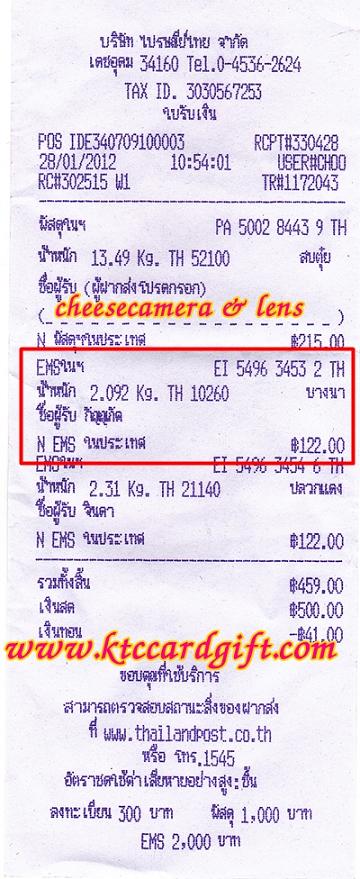 บริษัท ไปรษณีย์ไทย จำกัด
เดชอุดม 34160 Tel.0-4536-2624
TAX ID. 3030567253
ใบรับเงิน
POS IDE340709100003 RCPT#330428
28/01/2012 10:54:01 USER#CHOO
RC#302515 W1 TR#1172043
พัสดุในฯ PA 5002 8443 9 TH
น้ำหนัก 13.49 Kg. TH 52100 สบตุ๋ย
ชื่อผู้รับ (ผู้ฝากส่งโปรดกรอก)
cheesecamera & lens
N พัสดุฯในประเทศ ฿215.00
EMSในฯ EI 5496 3453 2 TH
น้ำหนัก 2.092 Kg. TH 10260 บางนา
ชื่อผู้รับ
N EMS ในประเทศ ฿122.00
EMSในฯ EI 5496 3454 6 TH
น้ำหนัก 2.31 Kg. TH 21140 ปลวกแดง
ชื่อผู้รับ จินดา
N EMS ในประเทศ ฿122.00
รวมทั้งสิ้น ฿459.00
เงินสด ฿500.00
เงินทอน -฿41.00
www.ktccardgift.com
ขอบคุณที่ใช้บริการ
สามารถตรวจสอบสถานะสิ่งของฝากส่ง
ที่ www.thailandpost.co.th
หรือ โทร.1545
อัตราชดใช้ค่าเสียหายอย่างสูง:ชิ้น
ลงทะเบียน 300 บาท พัสดุ 1,000 บาท
EMS 2,000 บาท